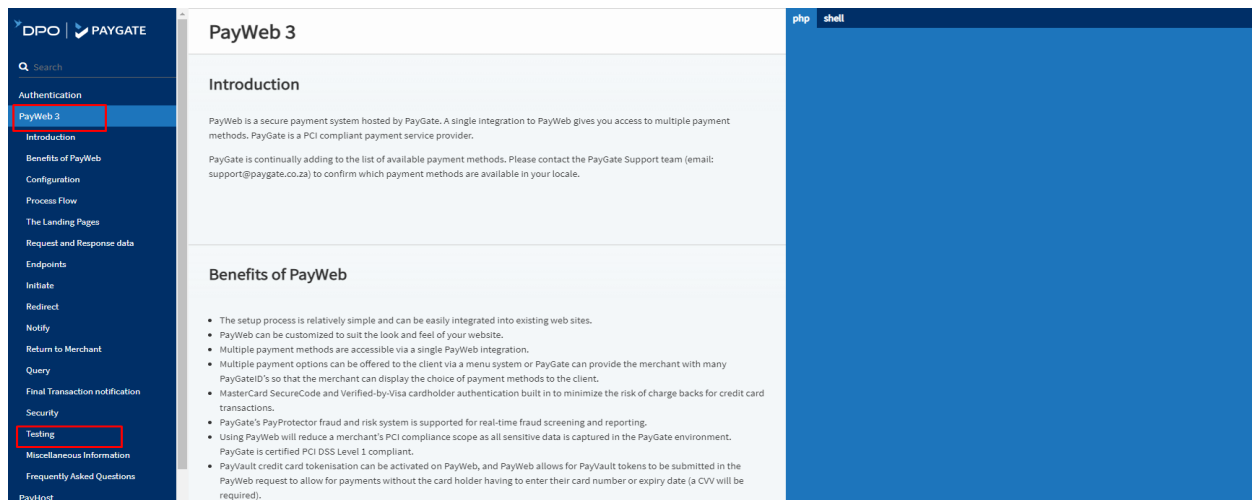 DPO | PAYGATE
Search
Authentication
PayWeb 3
Introduction
Benefits of PayWeb
Configuration
Process Flow
The Landing Pages
Request and Response data
Endpoints
Initiate
Redirect
Notify
Return to Merchant
Query
Final Transaction notification
Security
Testing
Miscellaneous Information
Frequently Asked Questions
PayHost
PayWeb 3
Introduction
PayWeb is a secure payment system hosted by PayGate. A single integration to PayWeb gives you access to multiple payment
methods. PayGate is a PCI compliant payment service provider.
PayGate is continually adding to the list of available payment methods. Please contact the PayGate Support team (email:
support@paygate.co.za) to confirm which payment methods are available in your locale.
Benefits of PayWeb
• The setup process is relatively simple and can be easily integrated into existing web sites.
• PayWeb can be customized to suit the look and feel of your website.
• Multiple payment methods are accessible via a single PayWeb integration.
• Multiple payment options can be offered to the client via a menu system or PayGate can provide the merchant with many
PayGateID's so that the merchant can display the choice of payment methods to the client.
• MasterCard SecureCode and Verified-by-Visa cardholder authentication built in to minimize the risk of charge backs for credit card
transactions.
• PayGate's PayProtector fraud and risk system is supported for real-time fraud screening and reporting.
• Using PayWeb will reduce a merchant's PCI compliance scope as all sensitive data is captured in the PayGate environment.
PayGate is certified PCI DSS Level 1 compliant.
• PayVault credit card tokenisation can be activated on PayWeb, and PayWeb allows for PayVault tokens to be submitted in the
PayWeb request to allow for payments without the card holder having to enter their card number or expiry date (a CVV will be
required).
php shell